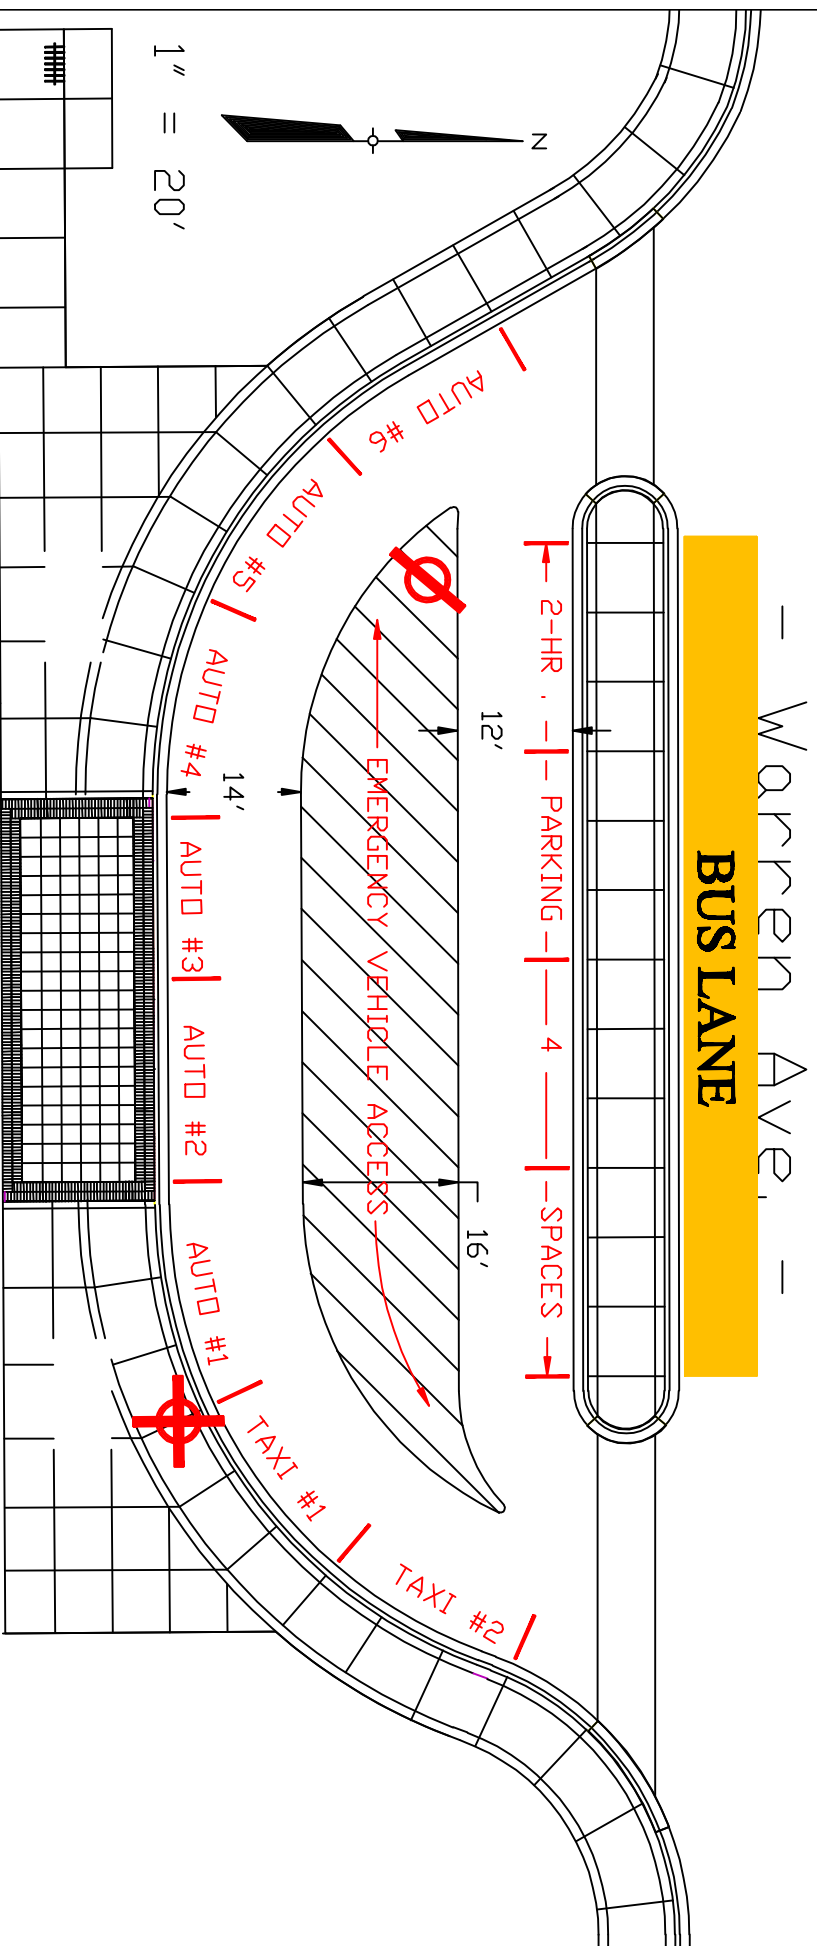 - Warren Ave. -
BUS LANE
2-HR. PARKING 4 SPACES
12'
16'
EMERGENCY VEHICLE ACCESS
14'
AUTO #6
AUTO #5
AUTO #4
AUTO #3
AUTO #2
AUTO #1
TAXI #1
TAXI #2
N
1" = 20'